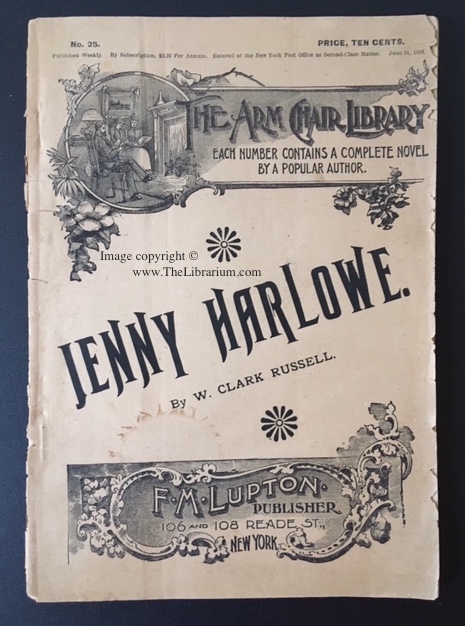 No. 25. PRICE, TEN CENTS.
Published Weekly. By Subscription, $5.20 Per Annum. Entered at the New York Post Office as Second-Class Matter. June
THE ARM CHAIR LIBRARY
EACH NUMBER CONTAINS A COMPLETE NOVEL
BY A POPULAR AUTHOR.
Image copyright ©
www.TheLibrarium.com
JENNY HARLOWE.
By W. CLARK RUSSELL.
F. M. LUPTON.
PUBLISHER
106 AND 108 READE ST.,
NEW YORK